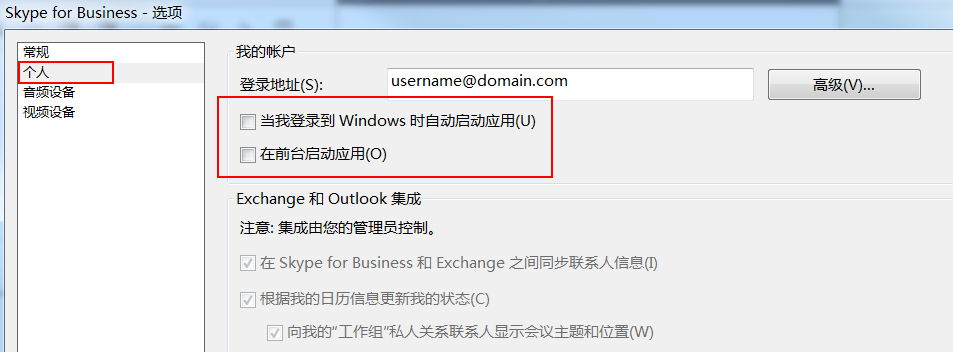 Skype for Business - 选项
常规
个人
音频设备
视频设备
我的帐户
登录地址(S):
username@domain.com
高级(V)...
当我登录到 Windows 时自动启动应用(U)
在前台启动应用(O)
Exchange 和 Outlook 集成
注意: 集成由您的管理员控制。
在 Skype for Business 和 Exchange 之间同步联系人信息(I)
根据我的日历信息更新我的状态(C)
向我的“工作组”私人关系联系人显示会议主题和位置(W)